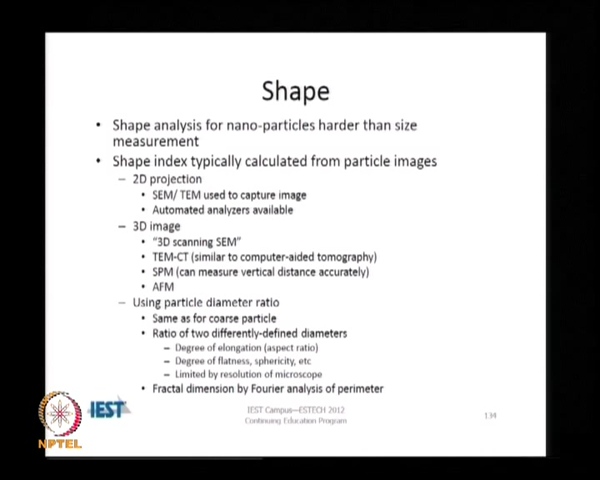 Shape
• Shape analysis for nano-particles harder than size
measurement
• Shape index typically calculated from particle images
– 2D projection
• SEM/ TEM used to capture image
• Automated analyzers available
– 3D image
• "3D scanning SEM"
• TEM-CT (similar to computer-aided tomography)
• SPM (can measure vertical distance accurately)
• AFM
– Using particle diameter ratio
• Same as for coarse particle
• Ratio of two differently-defined diameters
– Degree of elongation (aspect ratio)
– Degree of flatness, sphericity, etc
– Limited by resolution of microscope
• Fractal dimension by Fourier analysis of perimeter
NPTEL
IEST
IEST Campus—ESTECH 2012
Continuing Education Program
134